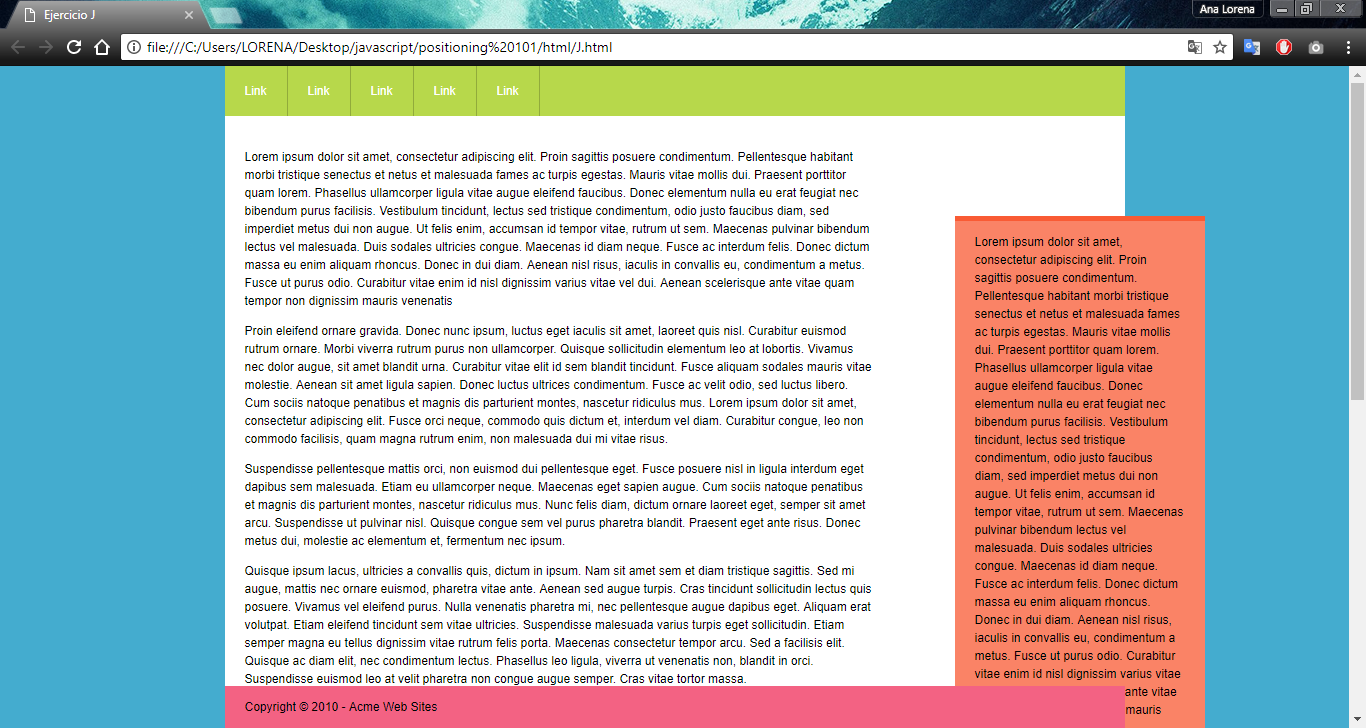 Ejercicio J
Ana Lorena
file:///C:/Users/LORENA/Desktop/javascript/positioning%20101/html/J.html
Link Link Link Link Link
Lorem ipsum dolor sit amet, consectetur adipiscing elit. Proin sagittis posuere condimentum. Pellentesque habitant
morbi tristique senectus et netus et malesuada fames ac turpis egestas. Mauris vitae mollis dui. Praesent porttitor
quam lorem. Phasellus ullamcorper ligula vitae augue eleifend faucibus. Donec elementum nulla eu erat feugiat nec
bibendum purus facilisis. Vestibulum tincidunt, lectus sed tristique condimentum, odio justo faucibus diam, sed
imperdiet metus dui non augue. Ut felis enim, accumsan id tempor vitae, rutrum ut sem. Maecenas pulvinar bibendum
lectus vel malesuada. Duis sodales ultricies congue. Maecenas id diam neque. Fusce ac interdum felis. Donec dictum
massa eu enim aliquam rhoncus. Donec in dui diam. Aenean nisl risus, iaculis in convallis eu, condimentum a metus.
Fusce ut purus odio. Curabitur vitae enim id nisl dignissim varius vitae vel dui. Aenean scelerisque ante vitae quam
tempor non dignissim mauris venenatis
Proin eleifend ornare gravida. Donec nunc ipsum, luctus eget iaculis sit amet, laoreet quis nisl. Curabitur euismod
rutrum ornare. Morbi viverra rutrum purus non ullamcorper. Quisque sollicitudin elementum leo at lobortis. Vivamus
nec dolor augue, sit amet blandit urna. Curabitur vitae elit id sem blandit tincidunt. Fusce aliquam sodales mauris vitae
molestie. Aenean sit amet ligula sapien. Donec luctus ultrices condimentum. Fusce ac velit odio, sed luctus libero.
Cum sociis natoque penatibus et magnis dis parturient montes, nascetur ridiculus mus. Lorem ipsum dolor sit amet,
consectetur adipiscing elit. Fusce orci neque, commodo quis dictum et, interdum vel diam. Curabitur congue, leo non
commodo facilisis, quam magna rutrum enim, non malesuada dui mi vitae risus.
Suspendisse pellentesque mattis orci, non euismod dui pellentesque eget. Fusce posuere nisl in ligula interdum eget
dapibus sem malesuada. Etiam eu ullamcorper neque. Maecenas eget sapien augue. Cum sociis natoque penatibus
et magnis dis parturient montes, nascetur ridiculus mus. Nunc felis diam, dictum ornare laoreet eget, semper sit amet
arcu. Suspendisse ut pulvinar nisl. Quisque congue sem vel purus pharetra blandit. Praesent eget ante risus. Donec
metus dui, molestie ac elementum et, fermentum nec ipsum.
Quisque ipsum lacus, ultricies a convallis quis, dictum in ipsum. Nam sit amet sem et diam tristique sagittis. Sed mi
augue, mattis nec ornare euismod, pharetra vitae ante. Aenean sed augue turpis. Cras tincidunt sollicitudin lectus quis
posuere. Vivamus vel eleifend purus. Nulla venenatis pharetra mi, nec pellentesque augue dapibus eget. Aliquam erat
volutpat. Etiam eleifend tincidunt sem vitae ultricies. Suspendisse malesuada varius turpis eget sollicitudin. Etiam
semper magna eu tellus dignissim vitae rutrum felis porta. Maecenas consectetur tempor arcu. Sed a facilisis elit.
Quisque ac diam elit, nec condimentum lectus. Phasellus leo ligula, viverra ut venenatis non, blandit in orci.
Suspendisse euismod leo at velit pharetra non congue augue semper. Cras vitae tortor massa.
Lorem ipsum dolor sit amet,
consectetur adipiscing elit. Proin
sagittis posuere condimentum.
Pellentesque habitant morbi tristique
senectus et netus et malesuada fames
ac turpis egestas. Mauris vitae mollis
dui. Praesent porttitor quam lorem.
Phasellus ullamcorper ligula vitae
augue eleifend faucibus. Donec
elementum nulla eu erat feugiat nec
bibendum purus facilisis. Vestibulum
tincidunt, lectus sed tristique
condimentum, odio justo faucibus
diam, sed imperdiet metus dui non
augue. Ut felis enim, accumsan id
tempor vitae, rutrum ut sem. Maecenas
pulvinar bibendum lectus vel
malesuada. Duis sodales ultricies
congue. Maecenas id diam neque.
Fusce ac interdum felis. Donec dictum
massa eu enim aliquam rhoncus.
Donec in dui diam. Aenean nisl risus,
iaculis in convallis eu, condimentum a
metus. Fusce ut purus odio. Curabitur
vitae enim id nisl dignissim varius vitae
ante vitae
mauris
Copyright © 2010 - Acme Web Sites